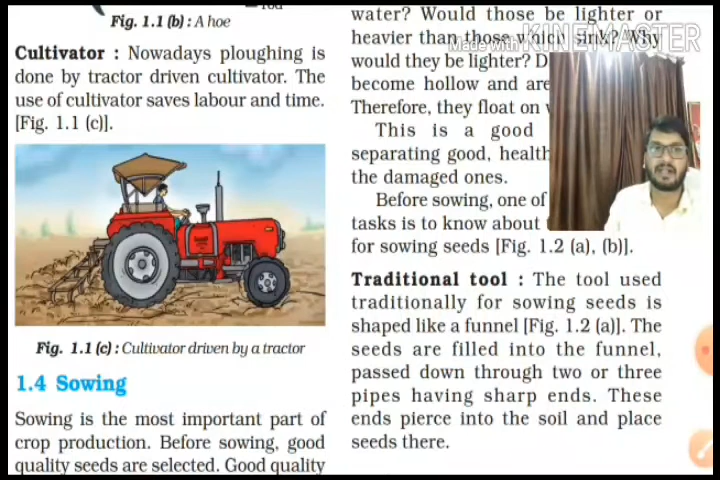 rod
Fig. 1.1 (b) : A hoe
Cultivator : Nowadays ploughing is
done by tractor driven cultivator. The
use of cultivator saves labour and time.
[Fig. 1.1 (c)].
Fig. 1.1 (c) : Cultivator driven by a tractor
1.4 Sowing
Sowing is the most important part of
crop production. Before sowing, good
quality seeds are selected. Good quality
water? Would those be lighter or
heavier than those which sink? Why
would they be lighter? D
become hollow and are
Therefore, they float on
This is a good
separating good, health
the damaged ones.
Before sowing, one of
tasks is to know about
for sowing seeds [Fig. 1.2 (a), (b)].
Traditional tool : The tool used
traditionally for sowing seeds is
shaped like a funnel [Fig. 1.2 (a)]. The
seeds are filled into the funnel,
passed down through two or three
pipes having sharp ends. These
ends pierce into the soil and place
seeds there.
Made with KINEMASTER